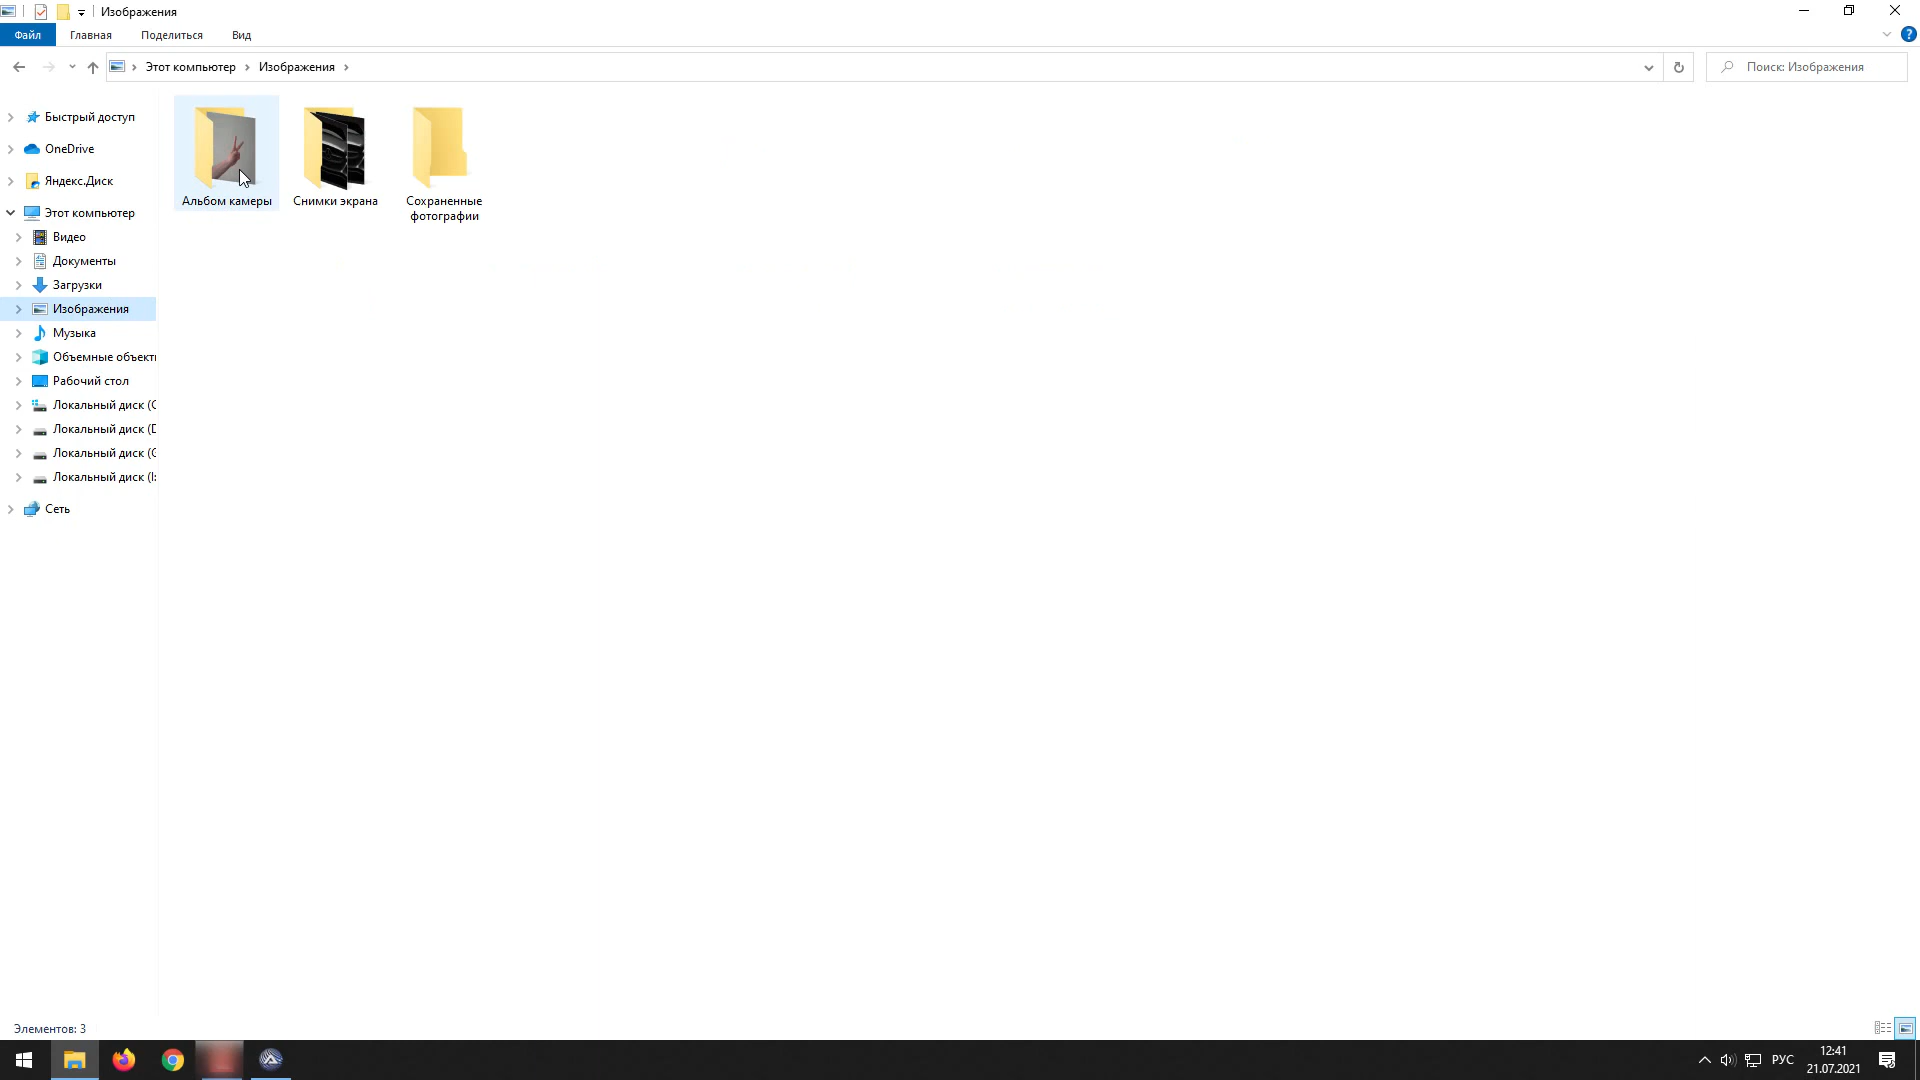 Изображения
Файл
Главная
Поделиться
Вид
?
Этот компьютер
Изображения
Поиск: Изображения
Быстрый доступ
OneDrive
Яндекс.Диск
Этот компьютер
Видео
Документы
Загрузки
Изображения
Музыка
Объемные объект
Рабочий стол
Локальный диск (
Локальный диск (
Локальный диск (
Локальный диск (I:
Сеть
Альбом камеры
Снимки экрана
Сохраненные
фотографии
Элементов: 3
РУС
12:41
21.07.2021